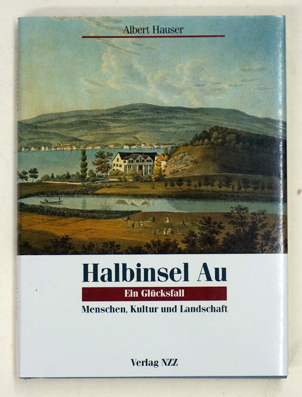 Albert Hauser
Halbinsel Au
Ein Glücksfall
Menschen, Kultur und Landschaft
Verlag NZZ